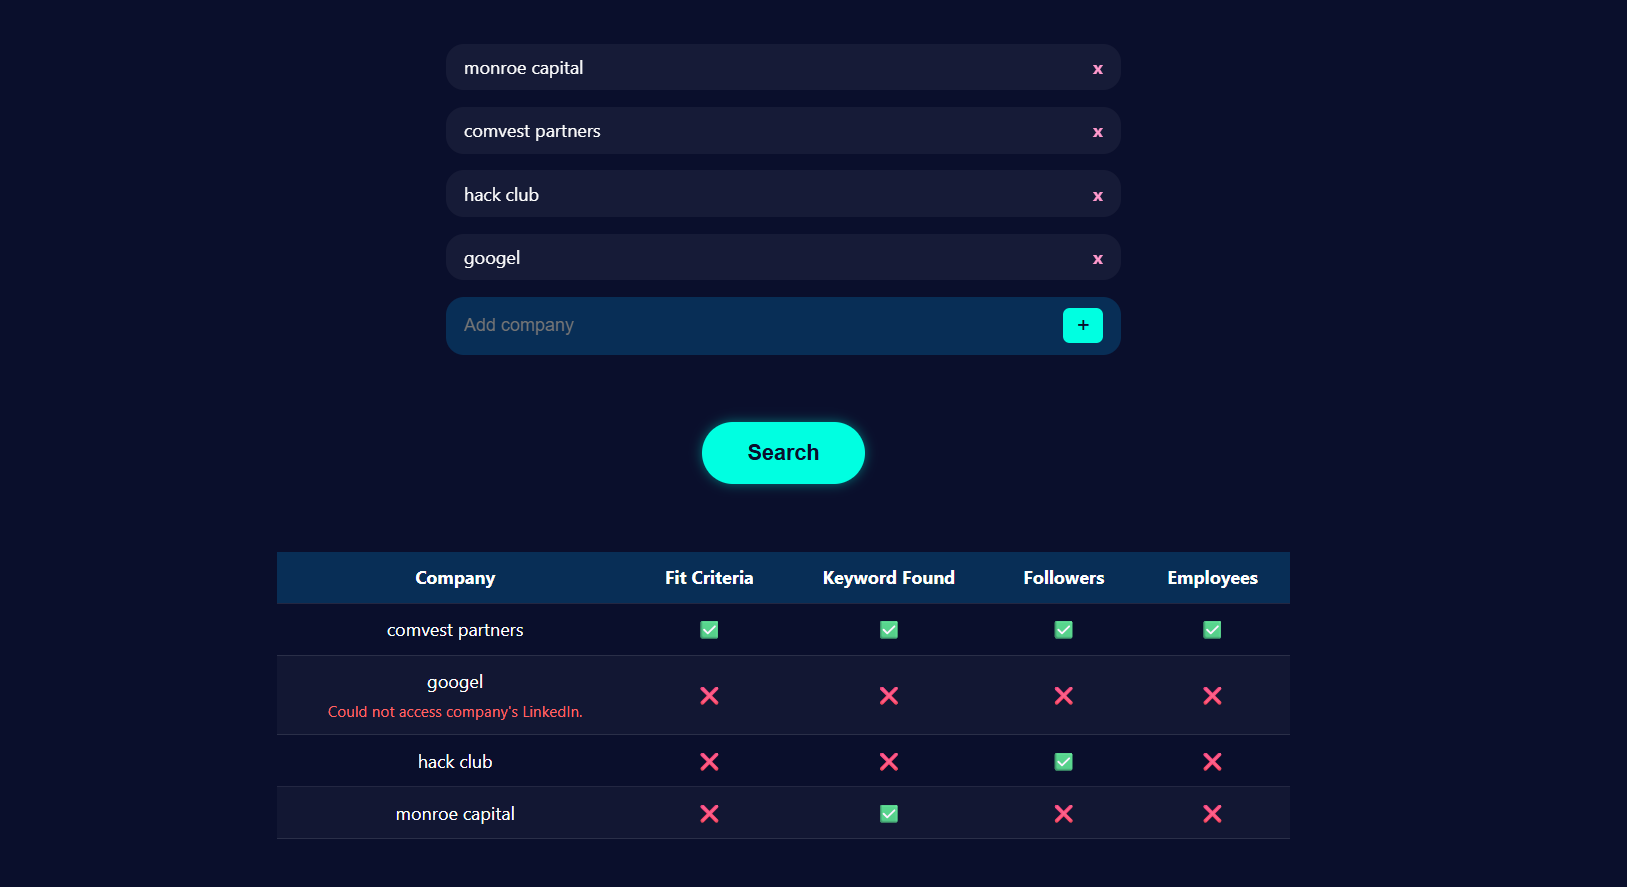 monroe capital x
comvest partners x
hack club x
googel x
Add company +
Search
Company Fit Criteria Keyword Found Followers Employees
comvest partners ✅ ✅ ✅ ✅
googel ❌ ❌ ❌ ❌
Could not access company's LinkedIn.
hack club ❌ ❌ ✅ ❌
monroe capital ❌ ✅ ❌ ❌